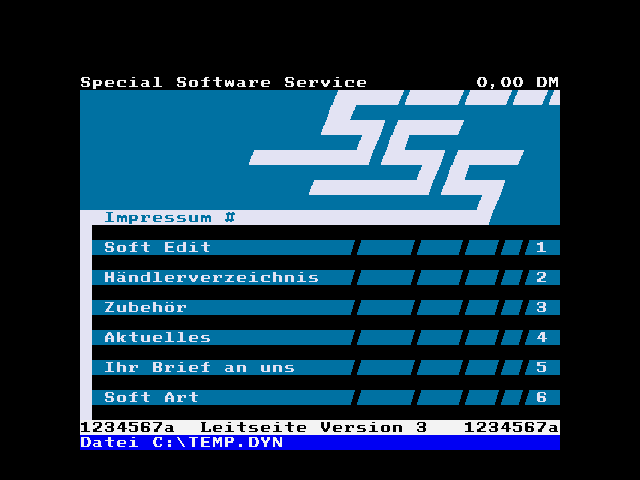 Special Software Service 0,00 DM
SSS
Impressum #
Soft Edit 1
Händlerverzeichnis 2
Zubehör 3
Aktuelles 4
Ihr Brief an uns 5
Soft Art 6
1234567a Leitseite Version 3 1234567a
Datei C:\TEMP.DYN